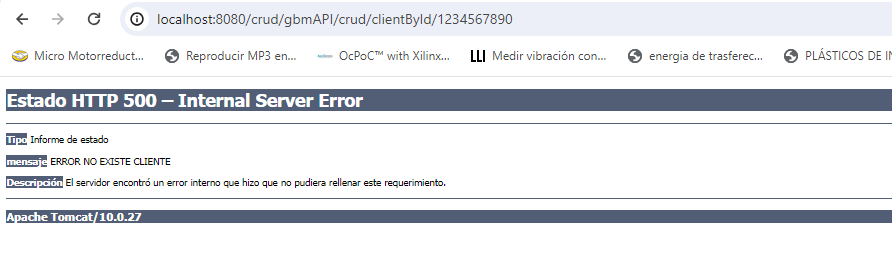 localhost:8080/crud/gbmAPI/crud/clientById/1234567890
Micro Motorreduct... Reproducir MP3 en... OcPoC™ with Xilinx... Medir vibración con... energia de trasferec... PLÁSTICOS DE IN
Estado HTTP 500 – Internal Server Error
Tipo Informe de estado
mensaje ERROR NO EXISTE CLIENTE
Descripción El servidor encontró un error interno que hizo que no pudiera rellenar este requerimiento.
Apache Tomcat/10.0.27